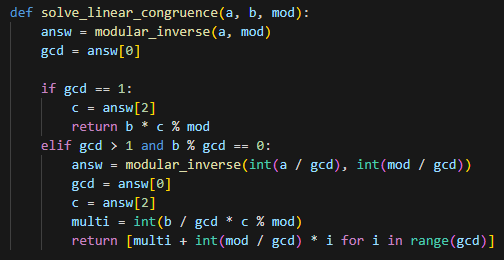 def solve_linear_congruence(a, b, mod):
    answ = modular_inverse(a, mod)
    gcd = answ[0]

    if gcd == 1:
        c = answ[2]
        return b * c % mod
    elif gcd > 1 and b % gcd == 0:
        answ = modular_inverse(int(a / gcd), int(mod / gcd))
        gcd = answ[0]
        c = answ[2]
        multi = int(b / gcd * c % mod)
        return [multi + int(mod / gcd) * i for i in range(gcd)]